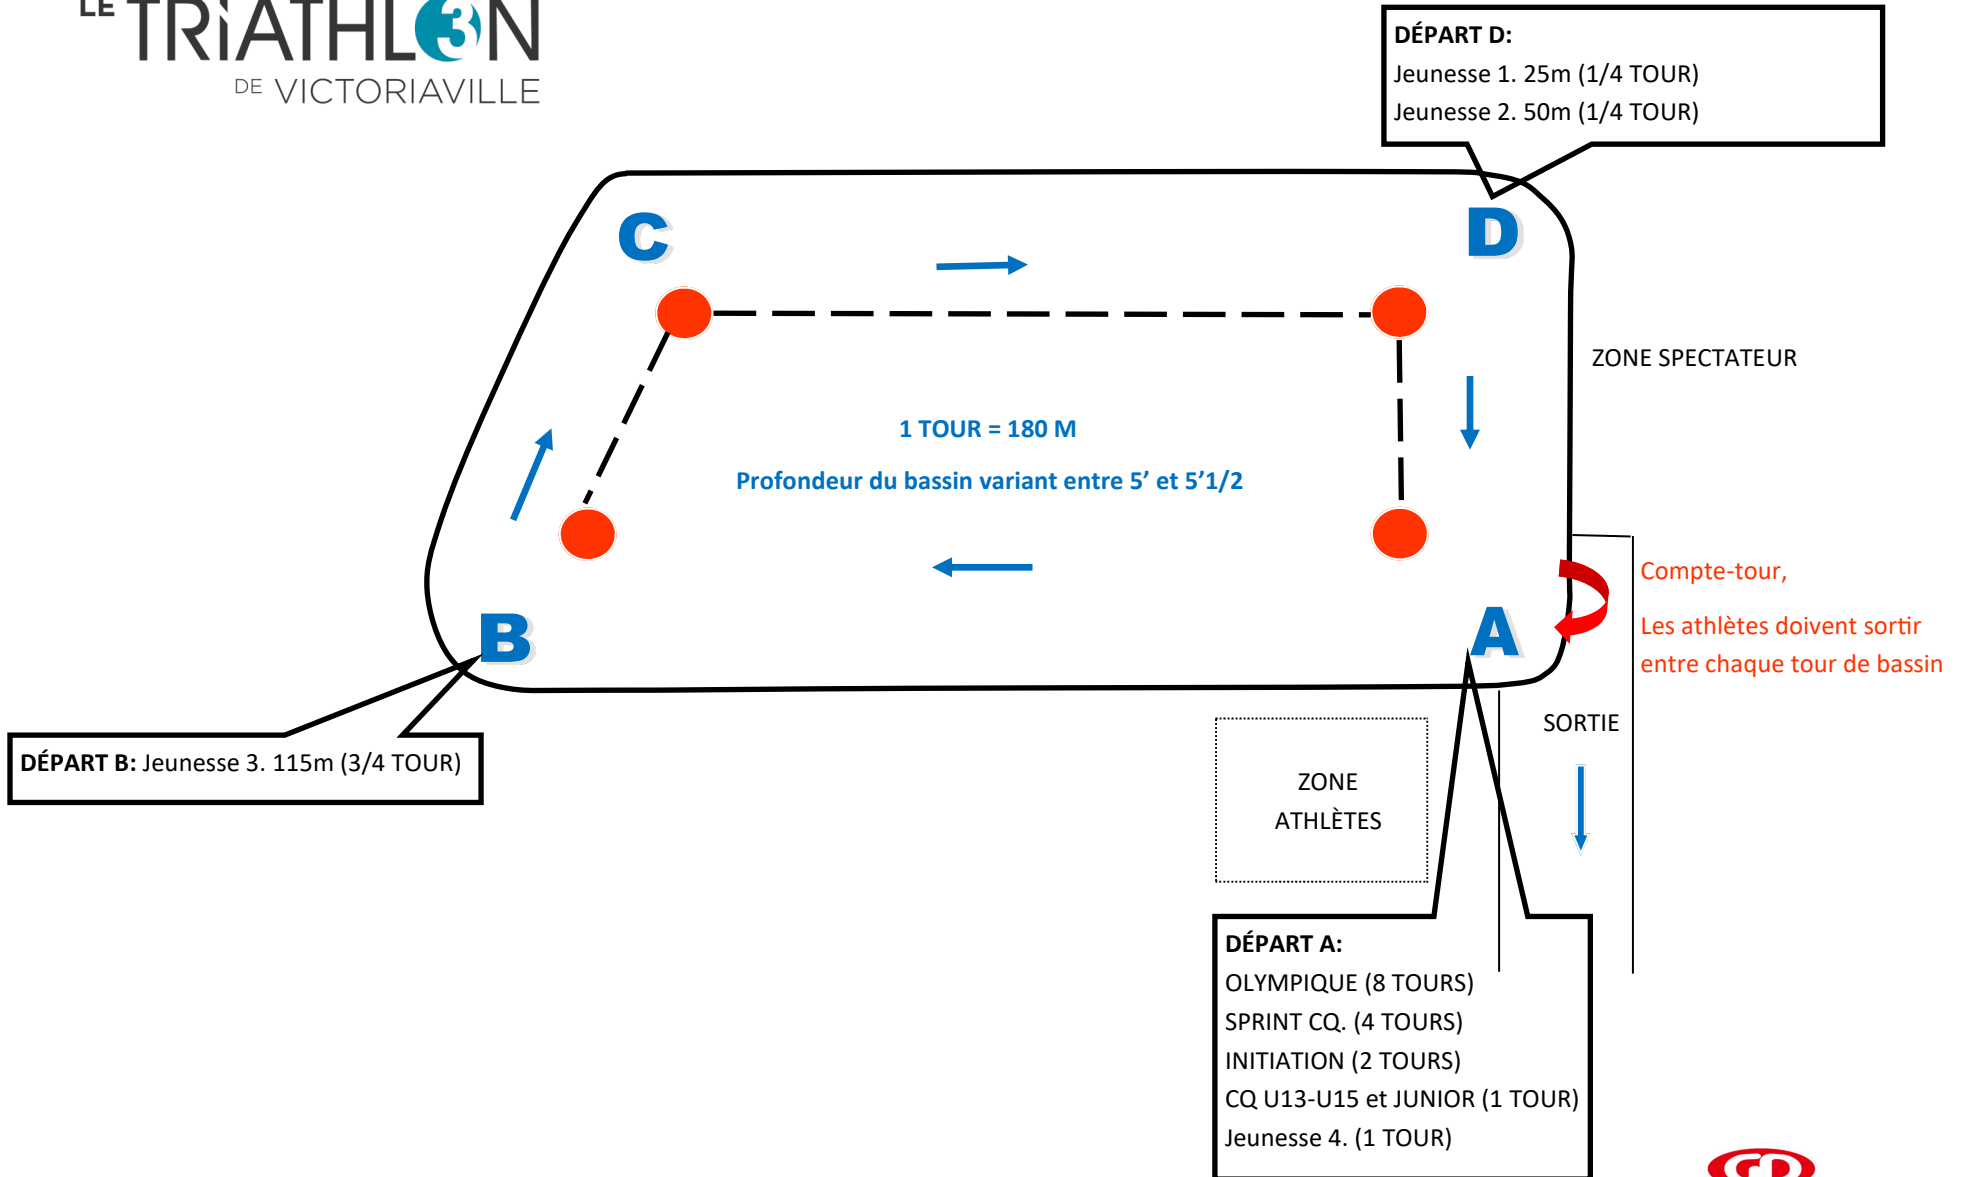 LE TRiATHL3N
DE VICTORIAVILLE
DÉPART D:
Jeunesse 1. 25m (1/4 TOUR)
Jeunesse 2. 50m (1/4 TOUR)
C
D
ZONE SPECTATEUR
1 TOUR = 180 M
Profondeur du bassin variant entre 5’ et 5’1/2
Compte-tour,
Les athlètes doivent sortir
entre chaque tour de bassin
B
A
SORTIE
DÉPART B: Jeunesse 3. 115m (3/4 TOUR)
ZONE
ATHLÈTES
DÉPART A:
OLYMPIQUE (8 TOURS)
SPRINT CQ. (4 TOURS)
INITIATION (2 TOURS)
CQ U13-U15 et JUNIOR (1 TOUR)
Jeunesse 4. (1 TOUR)